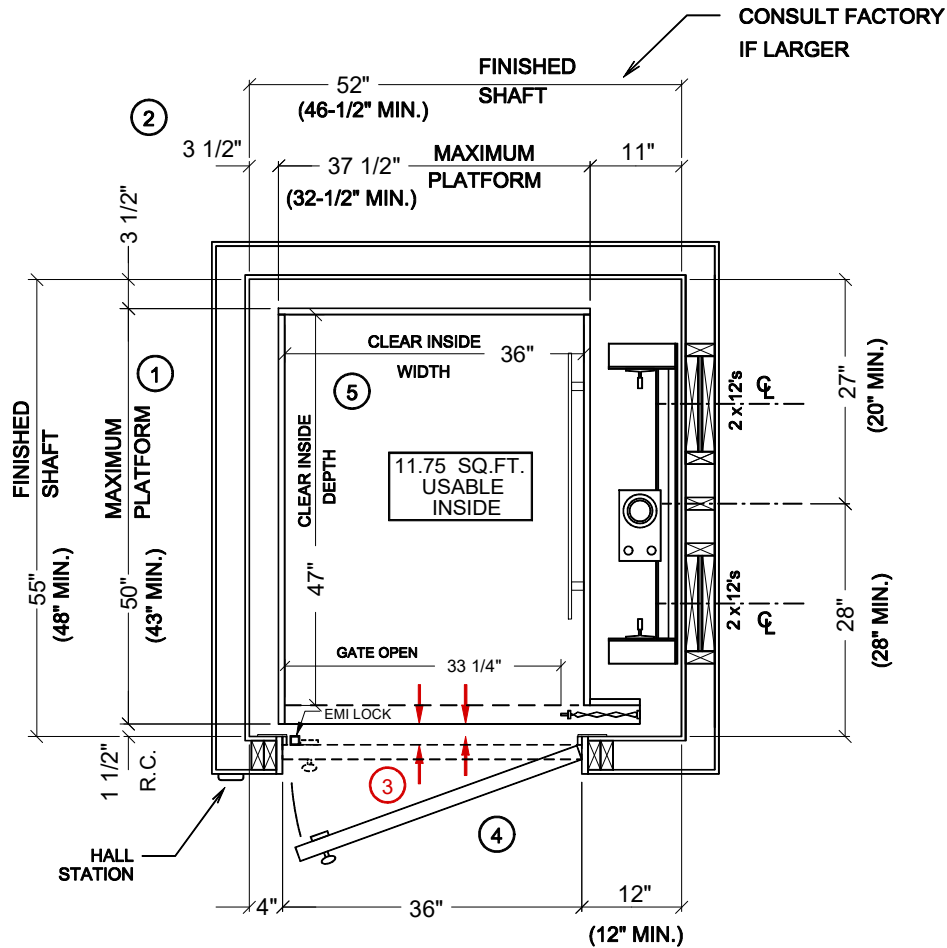 CONSULT FACTORY
IF LARGER
FINISHED
SHAFT
52"
(46-1/2" MIN.)
2
3 1/2"
37 1/2"
MAXIMUM
PLATFORM
11"
(32-1/2" MIN.)
3 1/2"
CLEAR INSIDE
WIDTH
36"
1
5
FINISHED
SHAFT
55"
(48" MIN.)
MAXIMUM
PLATFORM
50"
(43" MIN.)
CLEAR INSIDE
DEPTH
47"
11.75 SQ.FT.
USABLE
INSIDE
2 x 12's
CL
27"
(20" MIN.)
2 x 12's
CL
28"
(28" MIN.)
GATE OPEN
33 1/4"
EMI LOCK
1 1/2"
R.C.
3
4
HALL
STATION
4"
36"
12"
(12" MIN.)